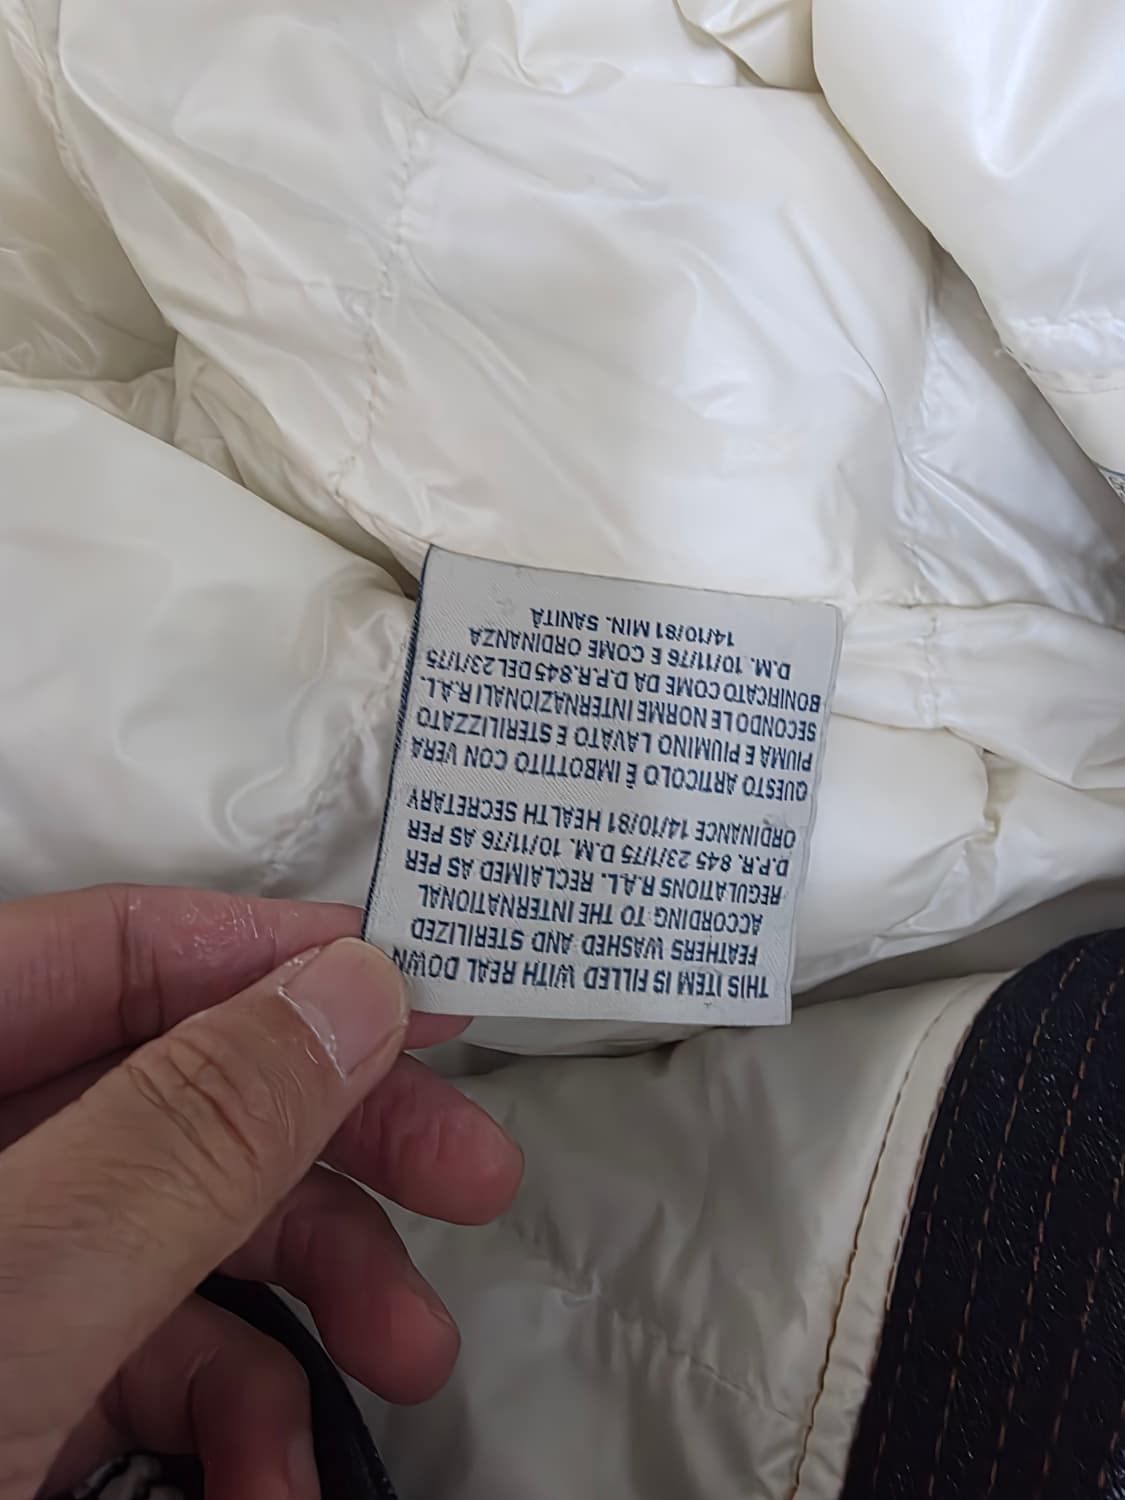 THIS ITEM IS FILLED WITH REAL DOWN
FEATHERS WASHED AND STERILIZED
ACCORDING TO THE INTERNATIONAL
REGULATIONS R.A.L. RECLAIMED AS PER
D.P.R. 845 23/1/75 D.M. 10/11/76 AS PER
ORDINANCE 14/10/81 HEALTH SECRETARY
QUESTO ARTICOLO È IMBOTTITO CON VERA
PIUMA E PIUMINO LAVATO E STERILIZZATO
SECONDO LE NORME INTERNAZIONALI R.A.L.
BONIFICATO COME DA D.P.R.845 DEL 23/1/75
D.M. 10/11/76 E COME ORDINANZA
14/10/81 MIN. SANITÀ